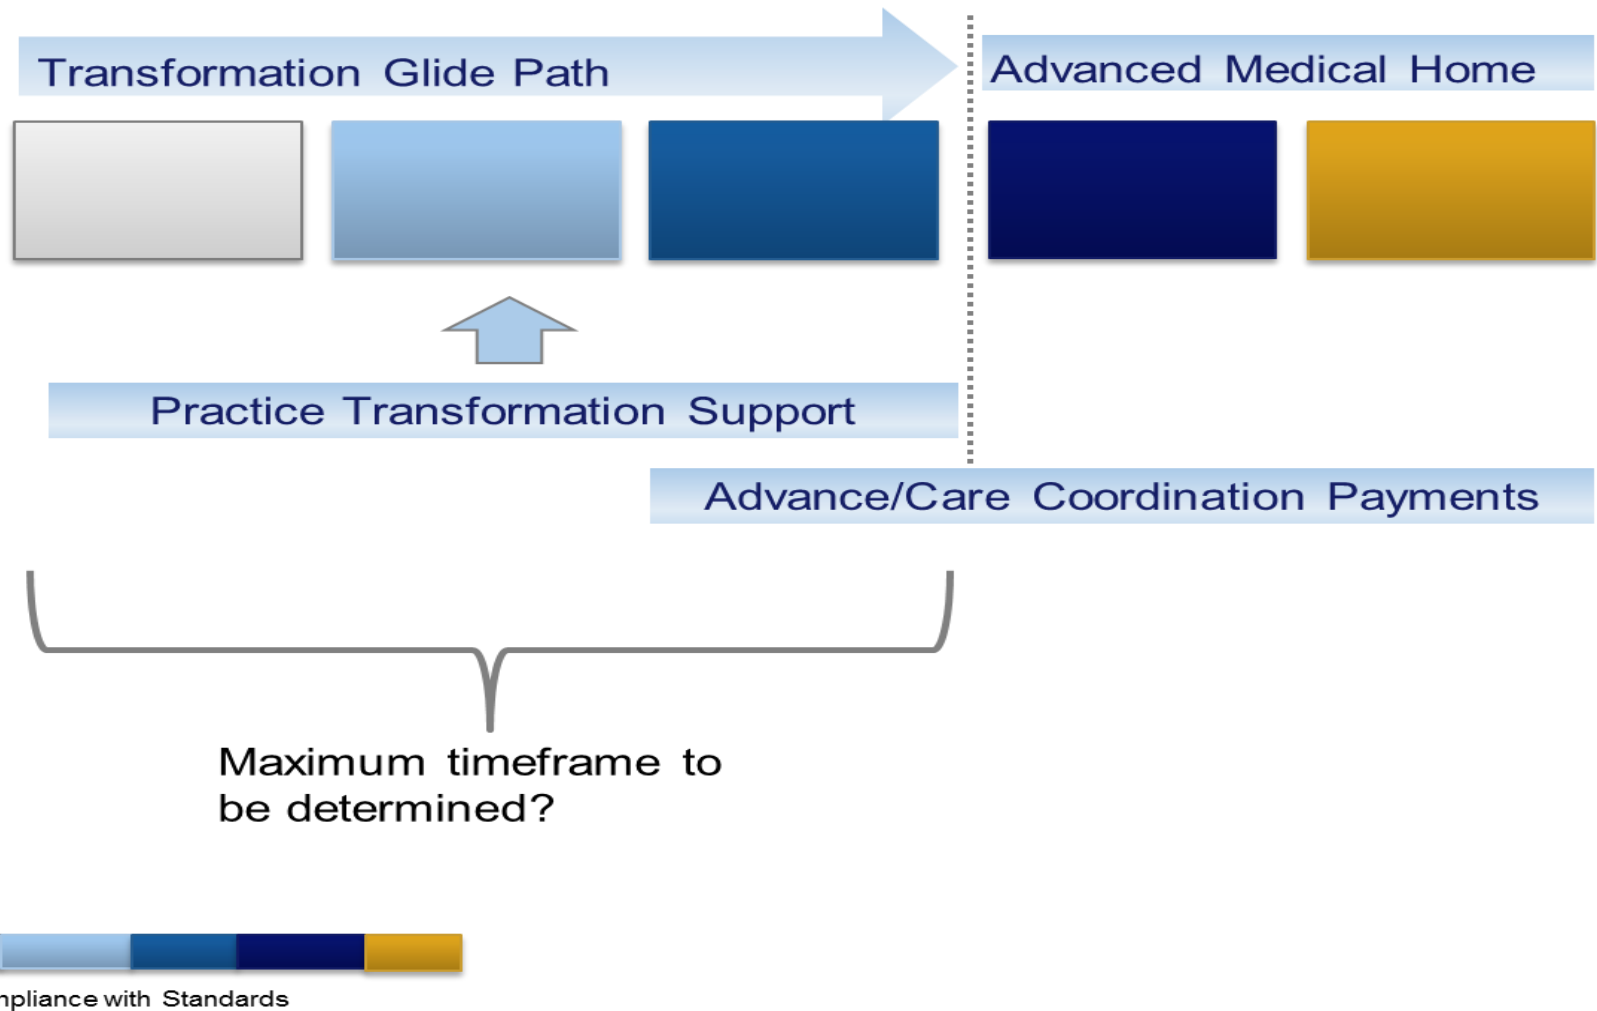 Transformation Glide Path
Advanced Medical Home
Practice Transformation Support
Advance/Care Coordination Payments
Maximum timeframe to
be determined?
with Standards